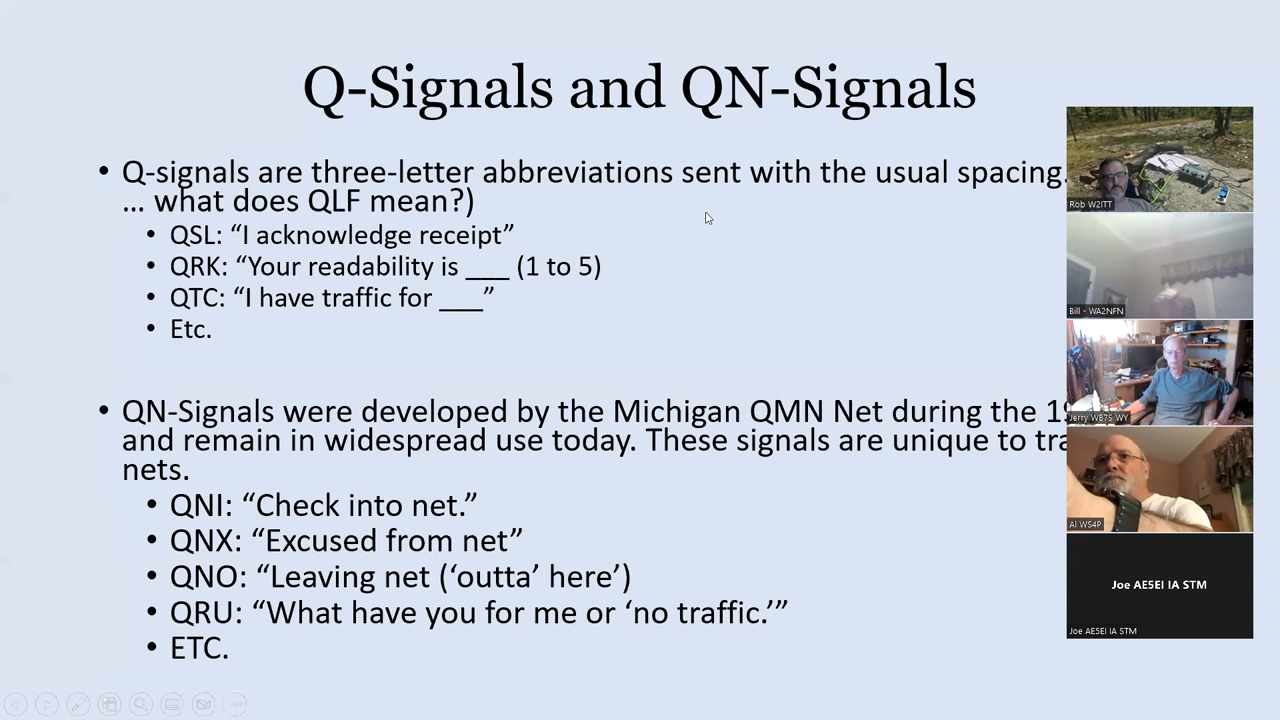 Q-Signals and QN-Signals
• Q-signals are three-letter abbreviations sent with the usual spacing.
… what does QLF mean?)
• QSL: “I acknowledge receipt”
• QRK: “Your readability is ___ (1 to 5)
• QTC: “I have traffic for ___”
• Etc.
• QN-Signals were developed by the Michigan QMN Net during the 19
and remain in widespread use today. These signals are unique to tra
nets.
• QNI: “Check into net.”
• QNX: “Excused from net”
• QNO: “Leaving net (‘outta’ here’)
• QRU: “What have you for me or ‘no traffic.’”
• ETC.
Rob W2ITT
Bill - WA2NFN
Jerry WB7S WY
Al WS4P
Joe AE5EI IA STM
Joe AE5EI IA STM